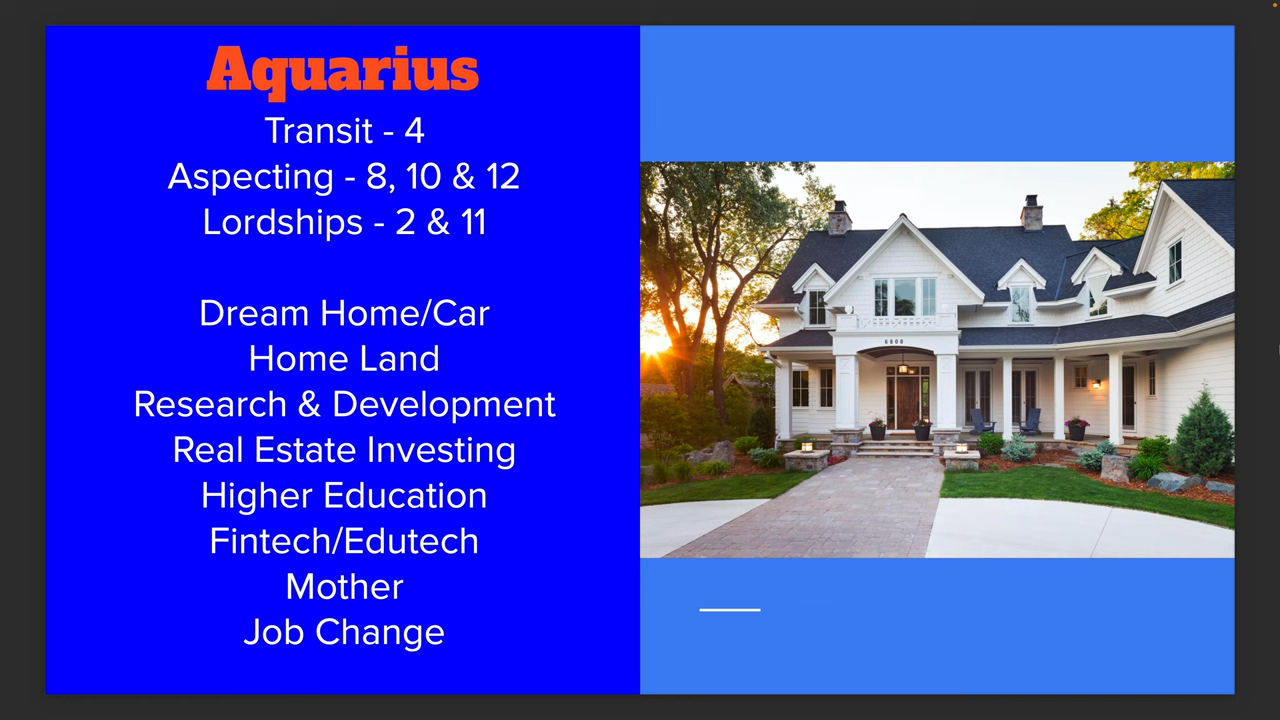 Aquarius
Transit - 4
Aspecting - 8, 10 & 12
Lordships - 2 & 11
Dream Home/Car
Home Land
Research & Development
Real Estate Investing
Higher Education
Fintech/Edutech
Mother
Job Change
6808